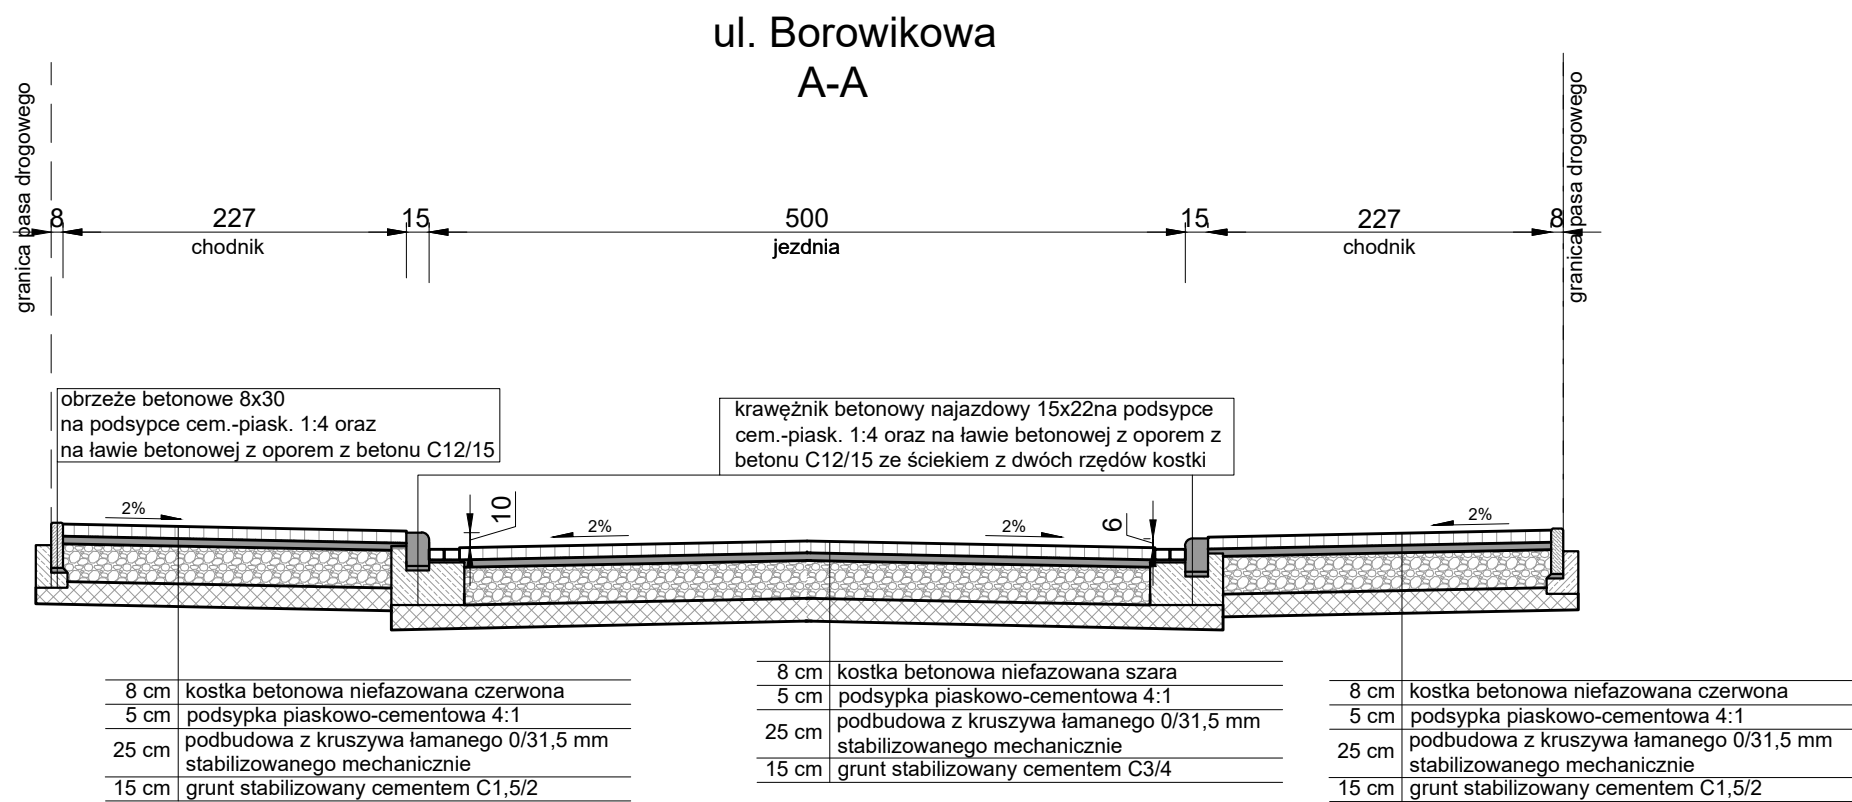 ul. Borowikowa
A-A
granica pasa drogowego
granica pasa drogowego
8 227 15 500 15 227 8
chodnik jezdnia chodnik
obrzeże betonowe 8x30
na podsypce cem.-piask. 1:4 oraz
na ławie betonowej z oporem z betonu C12/15
krawężnik betonowy najazdowy 15x22na podsypce
cem.-piask. 1:4 oraz na ławie betonowej z oporem z
betonu C12/15 ze ściekiem z dwóch rzędów kostki
2% 10 2% 2% 6 2%
8 cm kostka betonowa niefazowana czerwona
5 cm podsypka piaskowo-cementowa 4:1
25 cm podbudowa z kruszywa łamanego 0/31,5 mm
stabilizowanego mechanicznie
15 cm grunt stabilizowany cementem C1,5/2
8 cm kostka betonowa niefazowana szara
5 cm podsypka piaskowo-cementowa 4:1
25 cm podbudowa z kruszywa łamanego 0/31,5 mm
stabilizowanego mechanicznie
15 cm grunt stabilizowany cementem C3/4
8 cm kostka betonowa niefazowana czerwona
5 cm podsypka piaskowo-cementowa 4:1
25 cm podbudowa z kruszywa łamanego 0/31,5 mm
stabilizowanego mechanicznie
15 cm grunt stabilizowany cementem C1,5/2